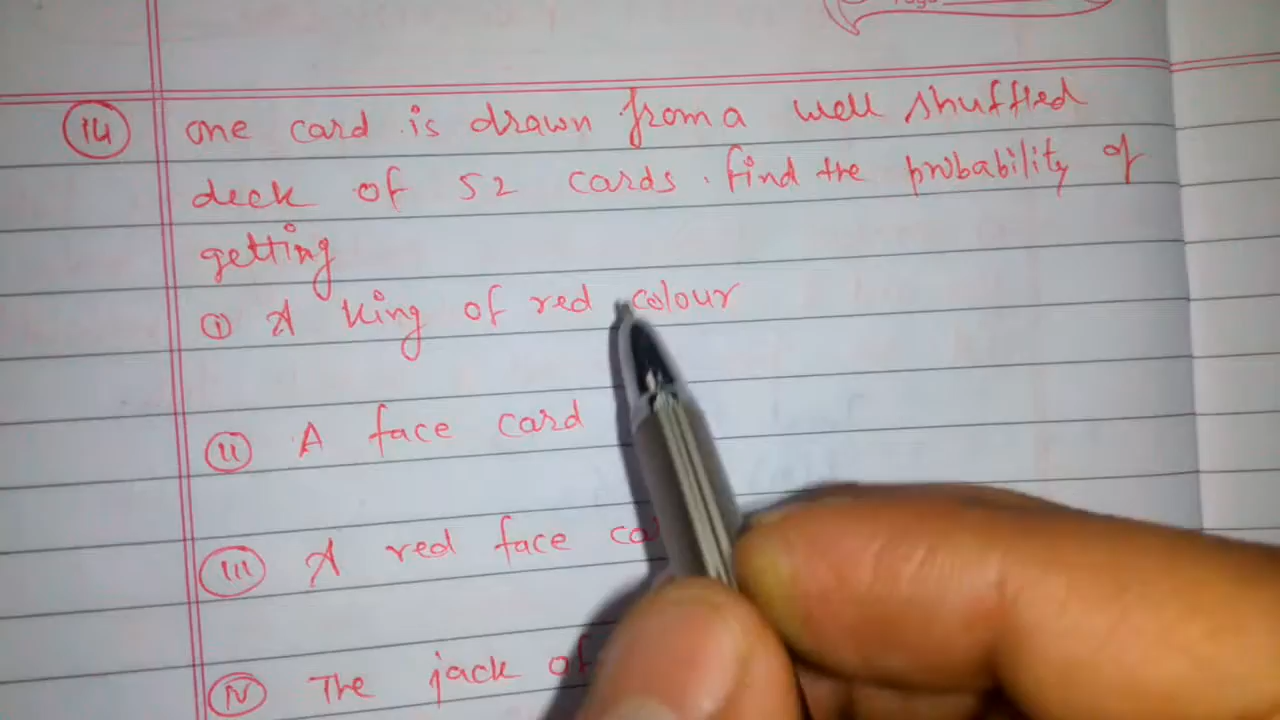 14 one card is drawn from a well shuffled
deck of 52 cards. find the probability of
getting
i A King of red colour
ii A face card
iii A red face
iv The jack of